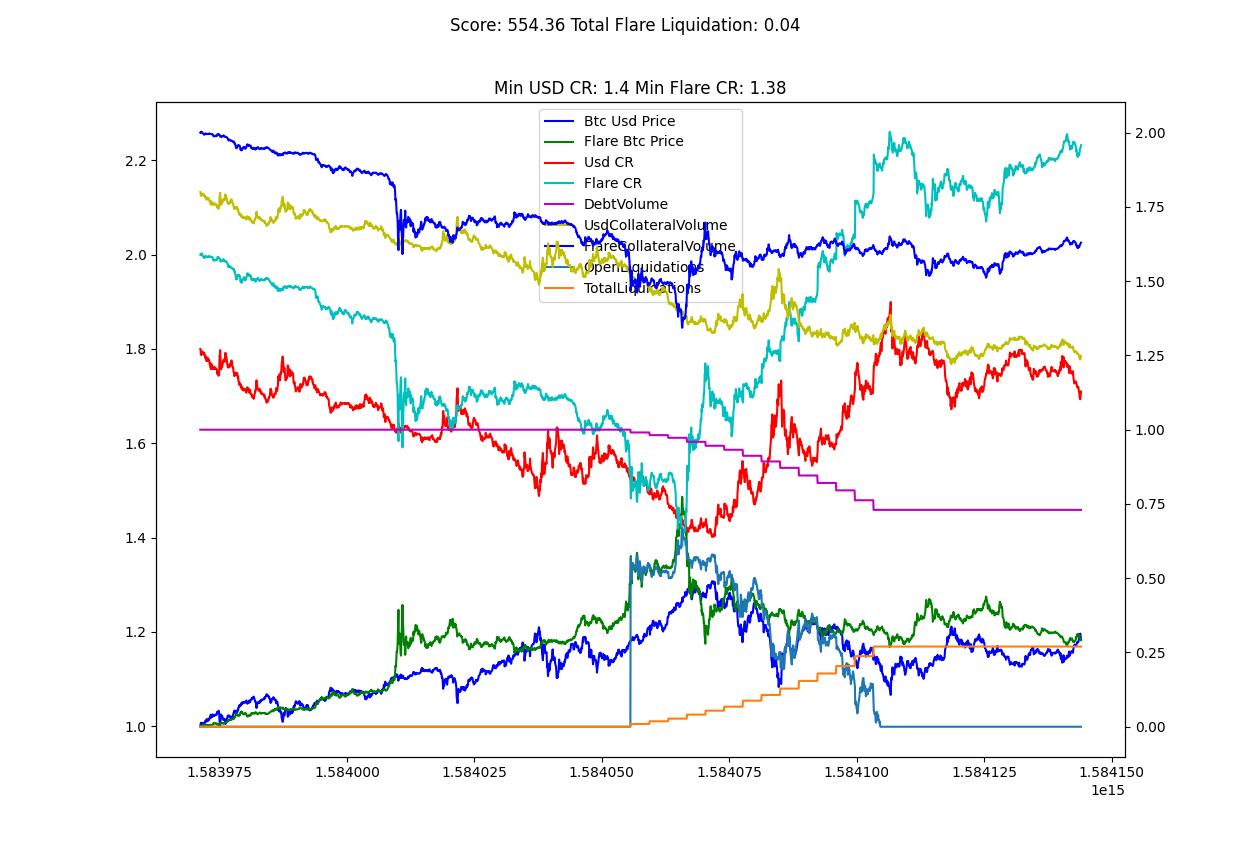 Score: 554.36 Total Flare Liquidation: 0.04
Min USD CR: 1.4 Min Flare CR: 1.38
Btc Usd Price
Flare Btc Price
Usd CR
Flare CR
DebtVolume
UsdCollateralVolume
FlareCollateralVolume
OpenLiquidations
TotalLiquidations
2.2
2.0
1.8
1.6
1.4
1.2
1.0
2.00
1.75
1.50
1.25
1.00
0.75
0.50
0.25
0.00
1.583975 1.584000 1.584025 1.584050 1.584075 1.584100 1.584125 1.584150
1e15